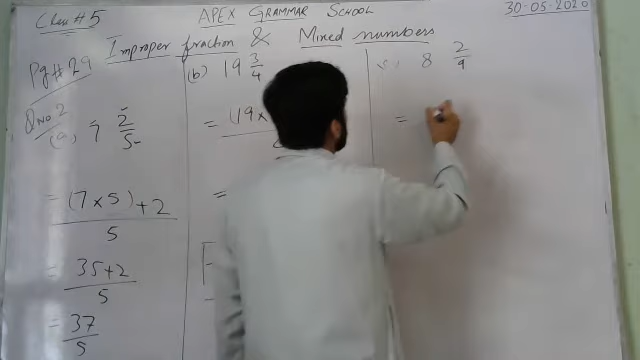 Class # 5
APEX GRAMMAR SCHOOL
30-05-2020
Improper fraction & Mixed numbers
Pg # 29
Q no 2
(a) 7 2/5
= (7 x 5) + 2 / 5
= 35+2 / 5
= 37 / 5
(b) 19 3/4
= (19 x
=
8 2/9
=